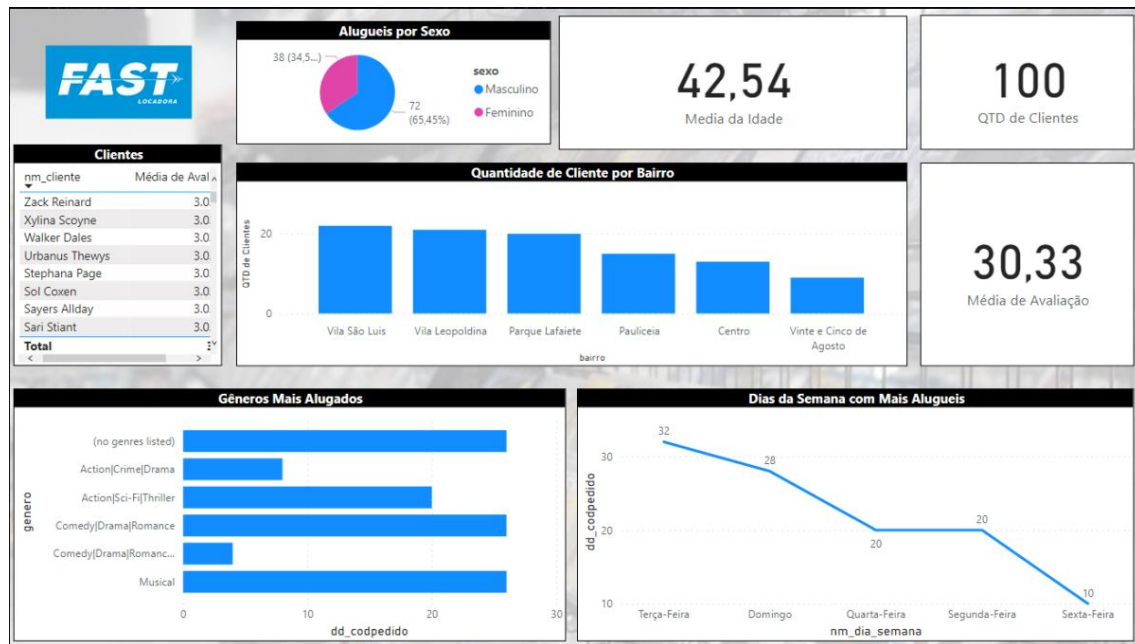 FAST
LOCADORA
Alugueis por Sexo
38 (34,5...)
72
(65,45%)
sexo
Masculino
Feminino
42,54
Media da Idade
100
QTD de Clientes
Clientes
nm_cliente Média de Aval
Zack Reinard 3.0
Xylina Scoyne 3.0
Walker Dales 3.0
Urbanus Thewys 3.0
Stephana Page 3.0
Sol Coxen 3.0
Sayers Allday 3.0
Sari Stiant 3.0
Total
Quantidade de Cliente por Bairro
QTD de Clientes
20
0
Vila São Luis Vila Leopoldina Parque Lafaiete Pauliceia Centro Vinte e Cinco de
Agosto
bairro
30,33
Média de Avaliação
Gêneros Mais Alugados
genero
(no genres listed)
Action|Crime|Drama
Action|Sci-Fi|Thriller
Comedy|Drama|Romance
Comedy|Drama|Romanc...
Musical
0 10 20 30
dd_codpedido
Dias da Semana com Mais Alugueis
dd_codpedido
30
20
10
32
28
20
20
10
Terça-Feira Domingo Quarta-Feira Segunda-Feira Sexta-Feira
nm_dia_semana